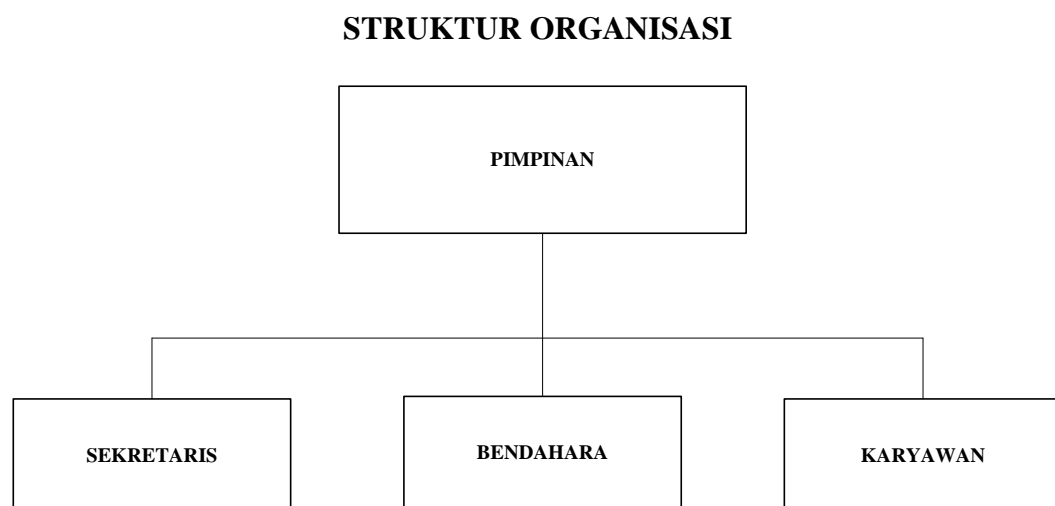 STRUKTUR ORGANISASI
PIMPINAN
SEKRETARIS
BENDAHARA
KARYAWAN